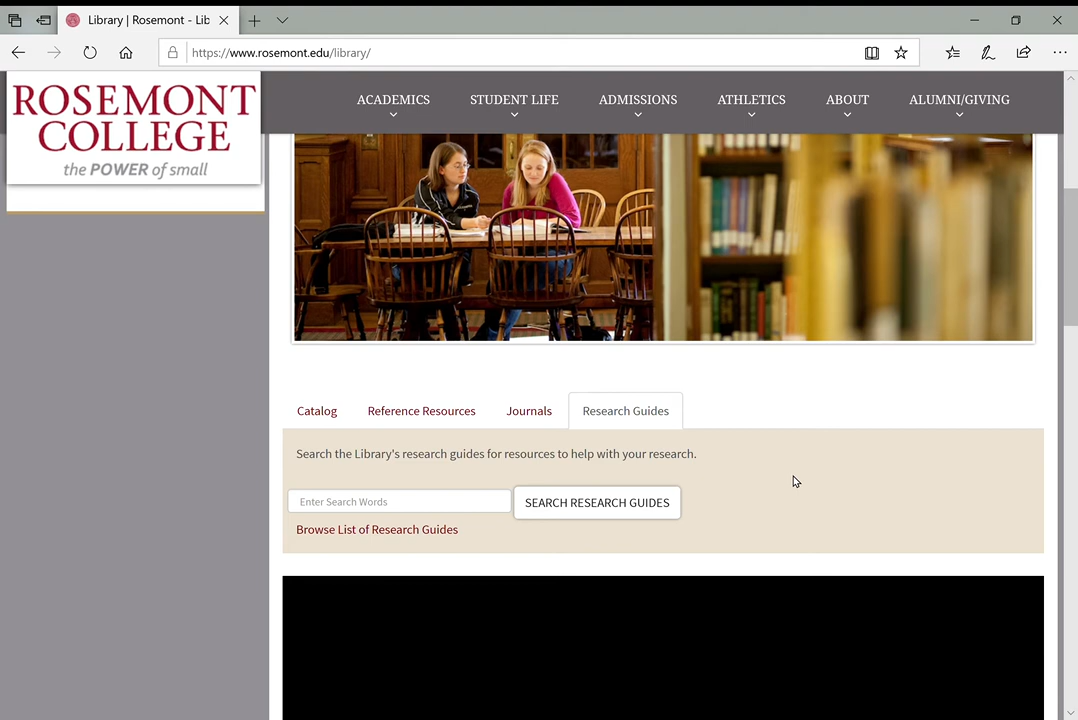 Library | Rosemont - Lib
https://www.rosemont.edu/library/
ROSEMONT
COLLEGE
the POWER of small
ACADEMICS
STUDENT LIFE
ADMISSIONS
ATHLETICS
ABOUT
ALUMNI/GIVING
Catalog
Reference Resources
Journals
Research Guides
Search the Library's research guides for resources to help with your research.
Enter Search Words
SEARCH RESEARCH GUIDES
Browse List of Research Guides